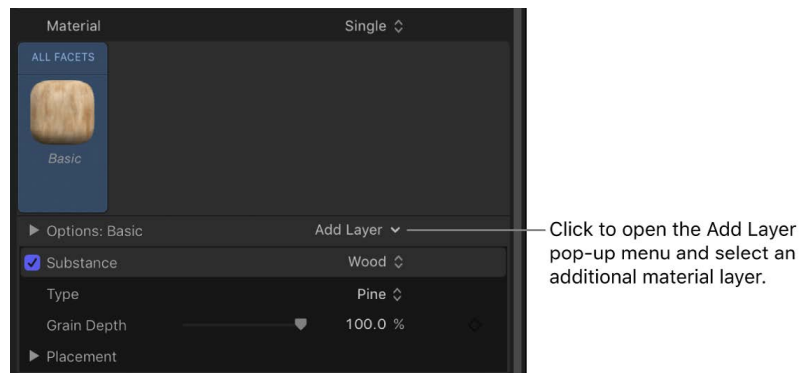 Material Single
ALL FACETS
Basic
Options: Basic Add Layer
Click to open the Add Layer
pop-up menu and select an
additional material layer.
Substance Wood
Type Pine
Grain Depth 100.0 %
Placement